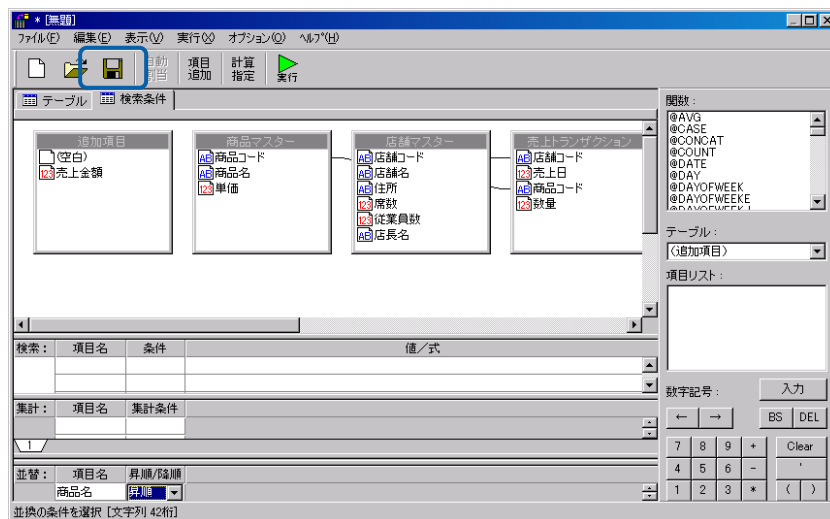 * [無題]
ファイル(F) 編集(E) 表示(V) 実行(X) オプション(O) ヘルプ(H)
自動割当 項目追加 計算指定 実行
テーブル 検索条件
追加項目
(空白)
売上金額
商品マスター
商品コード
商品名
単価
店舗マスター
店舗コード
店舗名
住所
席数
従業員数
店長名
売上トランザクション
店舗コード
売上日
商品コード
数量
検索: 項目名 条件 値/式
集計: 項目名 集計条件
1
並替: 項目名 昇順/降順
商品名 昇順
並換の条件を選択 [文字列 42桁]
関数:
@AVG
@CASE
@CONCAT
@COUNT
@DATE
@DAY
@DAYOFWEEK
@DAYOFWEEKE
テーブル:
(追加項目)
項目リスト:
数字記号: 入力
← → BS DEL
7 8 9 + Clear
4 5 6 - '
1 2 3 * ( )